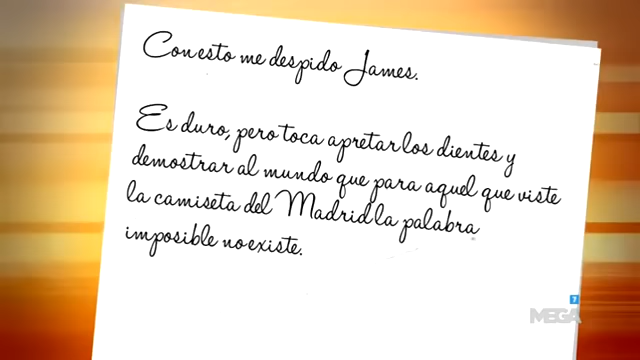 Con esto me despido James.
Es duro, pero toca apretar los dientes y
demostrar al mundo que para aquel que viste
la camiseta del Madrid la palabra
imposible no existe.
7
MEGA